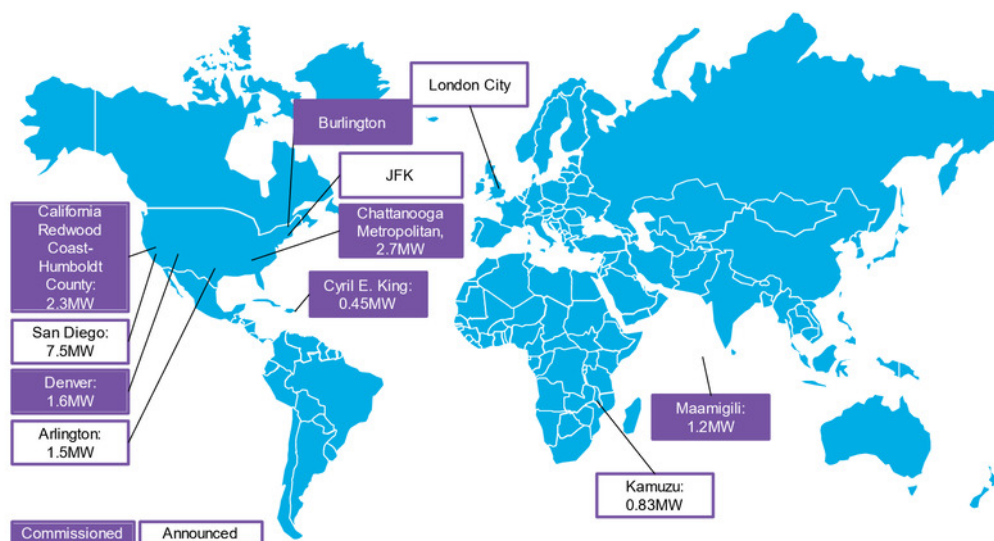 London City
Burlington
JFK
California
Redwood
Coast-
Humboldt
County:
2.3MW
Chattanooga
Metropolitan,
2.7MW
Cyril E. King:
0.45MW
San Diego:
7.5MW
Denver:
1.6MW
Arlington:
1.5MW
Maamigili:
1.2MW
Kamuzu:
0.83MW
Commissioned
Announced